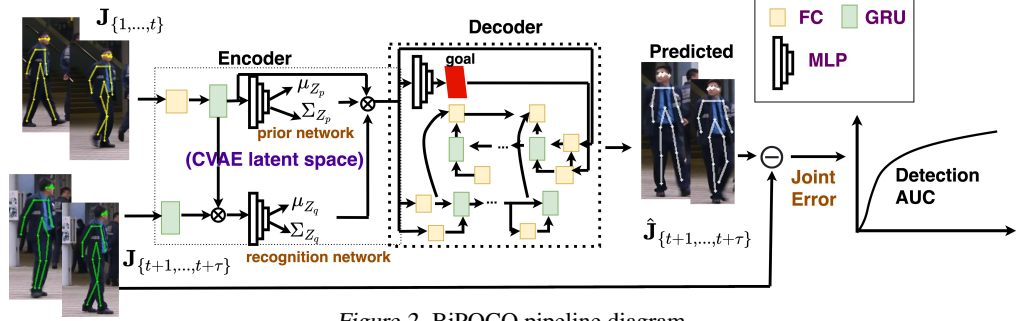 J{1,...,t}
Encoder
Decoder
goal
Predicted
FC GRU
MLP
μZp
ΣZp
prior network
(CVAE latent space)
μZq
ΣZq
recognition network
J{t+1,...,t+τ}
Ĵ{t+1,...,t+τ}
Joint
Error
Detection
AUC
Figure 2. BiPOCO pipeline diagram